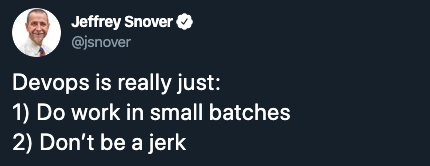 Jeffrey Snover
@jsnover
Devops is really just:
1) Do work in small batches
2) Don’t be a jerk